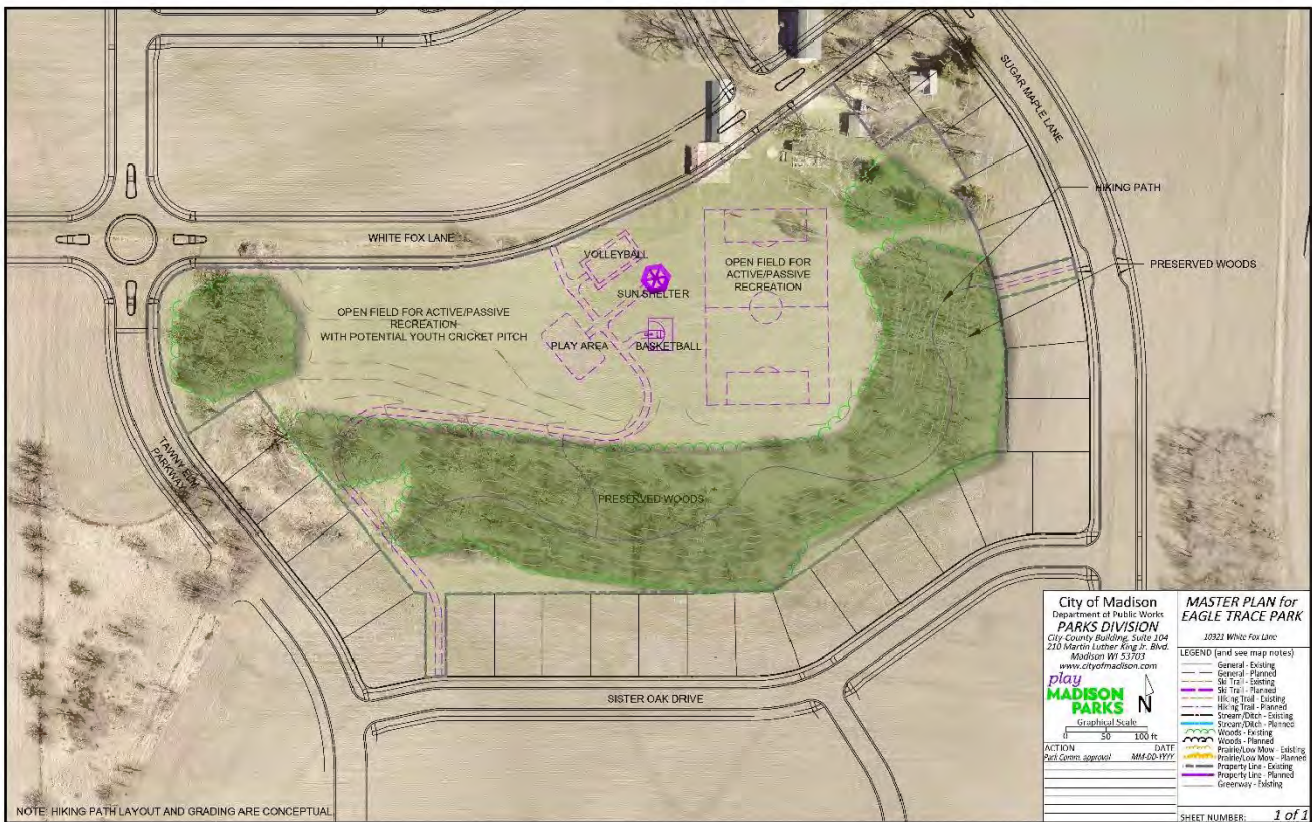 SUGAR MAPLE LANE
HIKING PATH
WHITE FOX LANE
VOLLEYBALL
OPEN FIELD FOR
ACTIVE/PASSIVE
RECREATION
PRESERVED WOODS
SUN SHELTER
OPEN FIELD FOR ACTIVE/PASSIVE
RECREATION
WITH POTENTIAL YOUTH CRICKET PITCH
PLAY AREA
BASKETBALL
TAWNY ELM
PARKWAY
PRESERVED WOODS
SISTER OAK DRIVE
NOTE: HIKING PATH LAYOUT AND GRADING ARE CONCEPTUAL
City of Madison
Department of Public Works
PARKS DIVISION
City-County Building, Suite 104
210 Martin Luther King Jr. Blvd.
Madison WI 53703
www.cityofmadison.com
play
MADISON
PARKS
N
Graphical Scale
0 50 100 ft
ACTION DATE
Park Comm. approval MM-DD-YYYY
MASTER PLAN for
EAGLE TRACE PARK
10321 White Fox Lane
LEGEND (and see map notes)
General - Existing
General - Planned
Ski Trail - Existing
Ski Trail - Planned
Hiking Trail - Existing
Hiking Trail - Planned
Stream/Ditch - Existing
Stream/Ditch - Planned
Woods - Existing
Woods - Planned
Prairie/Low Mow - Existing
Prairie/Low Mow - Planned
Property Line - Existing
Property Line - Planned
Greenway - Existing
SHEET NUMBER: 1 of 1